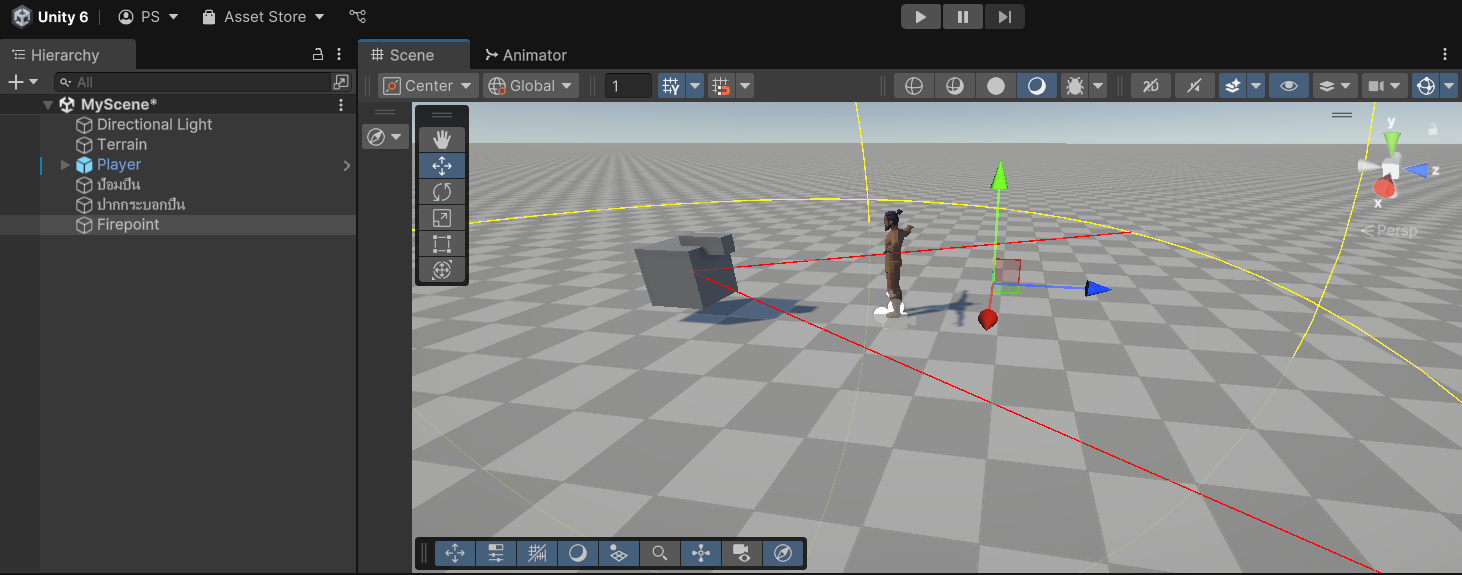 Unity 6 PS Asset Store
Hierarchy
Scene Animator
All
Center Global 1 2D
MyScene*
Directional Light
Terrain
Player
ป้อมปืน
ปากกระบอกปืน
Firepoint
y
z
x
Persp